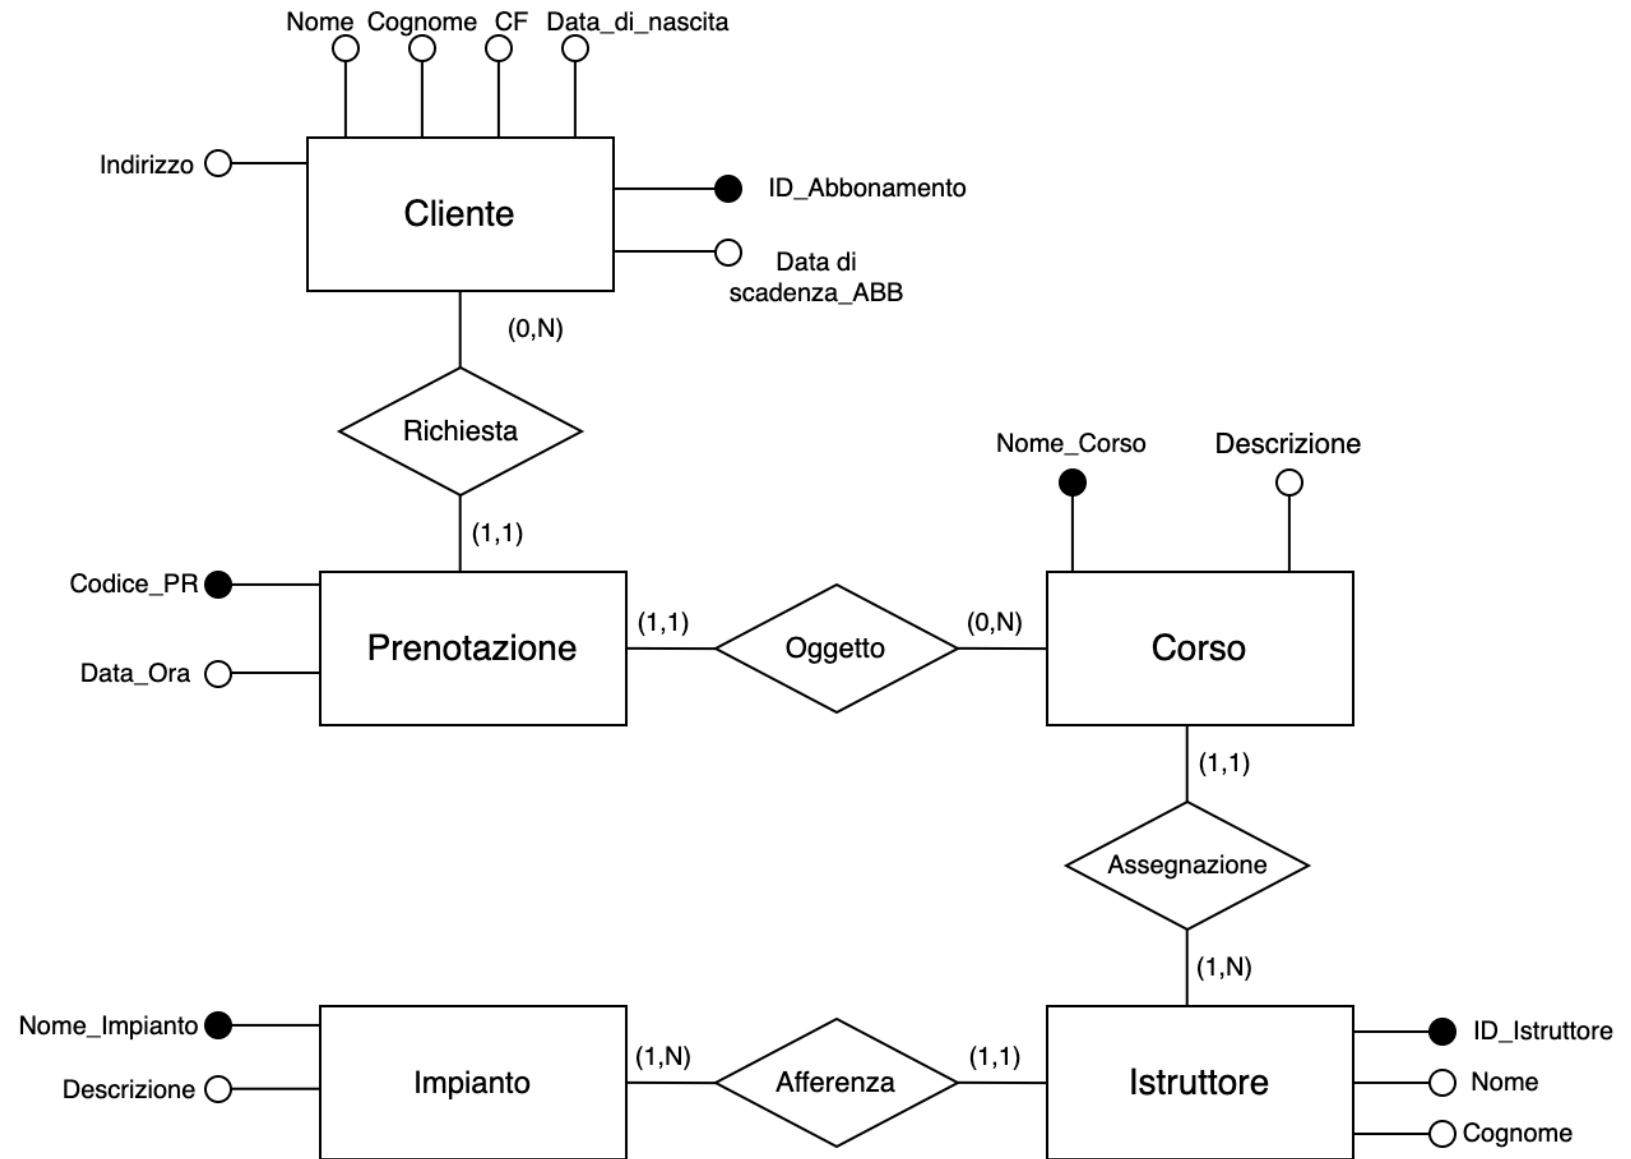 Nome Cognome CF Data_di_nascita
Indirizzo
Cliente
ID_Abbonamento
Data di
scadenza_ABB
(0,N)
Richiesta
(1,1)
Nome_Corso
Descrizione
Codice_PR
Data_Ora
Prenotazione
(1,1)
Oggetto
(0,N)
Corso
(1,1)
Assegnazione
(1,N)
Nome_Impianto
Descrizione
Impianto
(1,N)
Afferenza
(1,1)
Istruttore
ID_Istruttore
Nome
Cognome